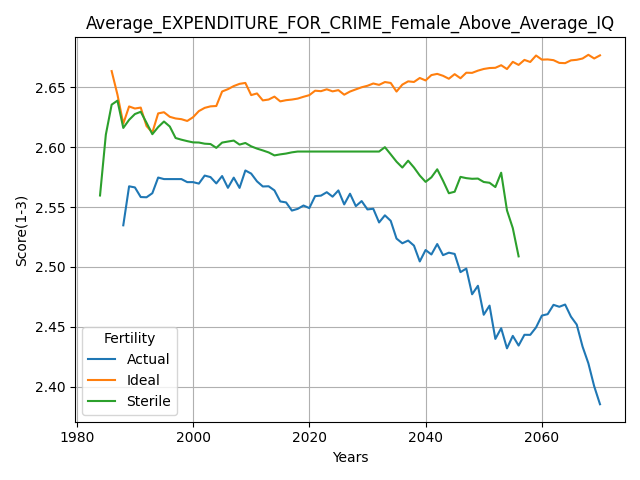 Average_EXPENDITURE_FOR_CRIME_Female_Above_Average_IQ
Score(1-3)
2.65
2.60
2.55
2.50
2.45
2.40
Fertility
Actual
Ideal
Sterile
1980
2000
2020
2040
2060
Years